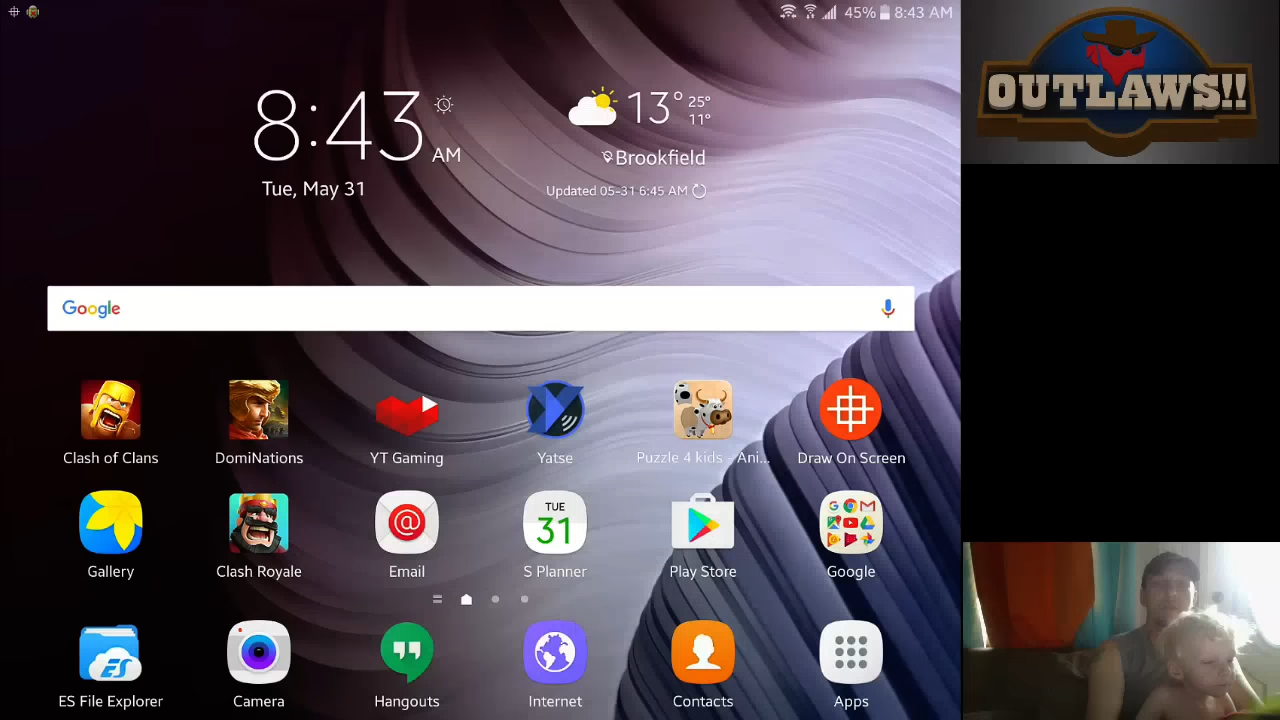 45% 8:43 AM
OUTLAWS!!
8:43 AM
13° 25°
11°
Brookfield
Tue, May 31
Updated 05-31 6:45 AM
Google
Clash of Clans
DomiNations
YT Gaming
Yatse
Puzzle 4 kids - Ani...
Draw On Screen
TUE
31
Gallery
Clash Royale
Email
S Planner
Play Store
Google
ES
ES File Explorer
Camera
Hangouts
Internet
Contacts
Apps